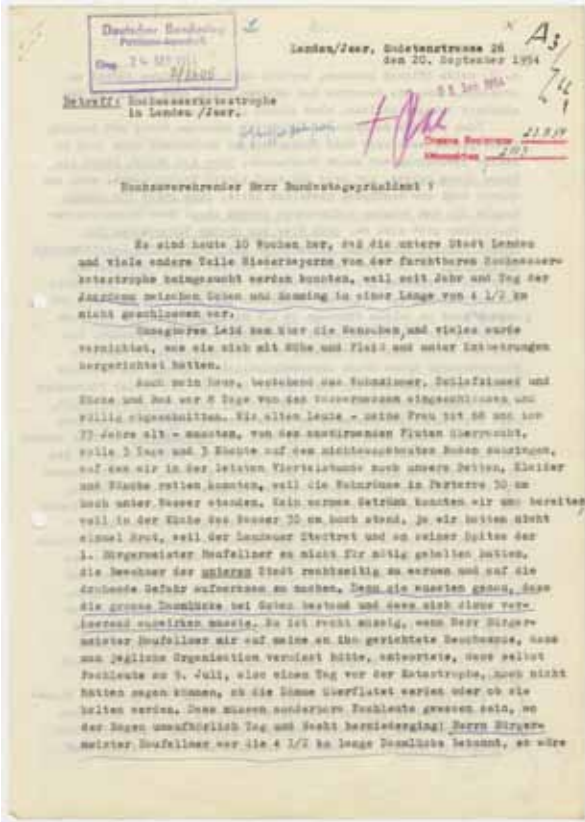 Deutscher Bundestag
Landau/Isar, Sudetenstrasse 26
den 20. September 1954
Betreff: Hochwasserkatastrophe
in Landau /Isar.
Hochzuverehrender Herr Bundestagspräsident !
Es sind heute 10 Wochen her, daß die untere Stadt Landau
und viele andere Teile Niederbayerns von der furchtbaren Hochwasser=
katastrophe heimgesucht werden konnten, weil seit Jahr und Tag der
Isardamm zwischen Goben und Mamming in einer Länge von 4 1/2 km
nicht geschlossen war.
Leid kam über die Menschen, und vieles wurde
vernichtet, was sie sich mit Mühe und Fleiß und unter Entbehrungen
hergerichtet hatten.
Auch mein Haus, bestehend aus Wohnzimmer, Schlafzimmer und
Küche und Bad war 8 Tage von den Wassermassen eingeschlossen und
völlig abgeschnitten. Wir alten Leute - meine Frau ist 68 und ich
77 Jahre alt - mussten, von den Fluten überrascht,
volle 3 Tage und 3 Nächte auf dem nichtausgebauten Boden zubringen,
auf den wir in der letzten Viertelstunde noch unsere Betten, Kleider
und Wäsche retten konnten, weil die Wohnräume in Parterre 30 cm
hoch unter Wasser standen. Kein warmes Getränk konnten wir uns bereiten
weil in der Küche das Wasser 30 cm hoch stand, ja wir hatten nicht
einmal Brot, weil der Landauer Stadtrat und an seiner Spitze der
1. Bürgermeister es nicht für nötig gehalten hatten,
die Bewohner der unteren Stadt rechtzeitig zu warnen und auf die
drohende Gefahr aufmerksam zu machen. Denn sie wussten genau, dass
die grosse Dammlücke bei Goben bestand und dass sich diese ver=
heerend auswirken musste. Es ist recht müssig, wenn Herr Bürger=
meister mir auf meine an ihn gerichtete Beschwerde, dass
man jegliche Organisation vermisst hätte, antwortete, dass selbst
Fachleute am 9. Juli, also einen Tag vor der Katastrophe, noch nicht
hätten sagen können, ob die Dämme überflutet werden oder ob sie
halten werden. Dass müssen sonderbare Fachleute gewesen sein, wo
der Regen unaufhörlich Tag und Nacht herniederging! Herrn Bürger=
meister war die 4 1/2 km lange Dammlücke bekannt, es wäre